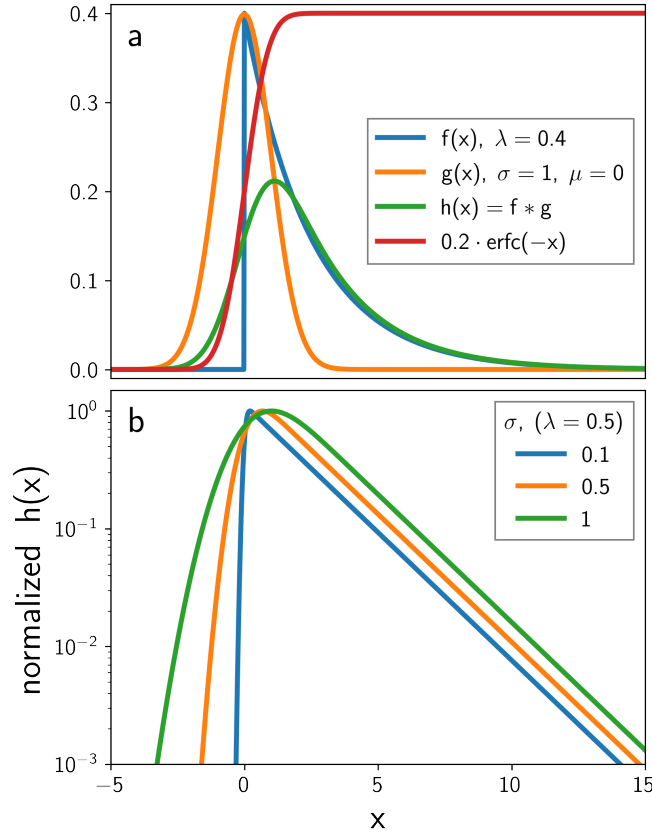 a
0.4
0.3
0.2
0.1
0.0
f(x), λ = 0.4
g(x), σ = 1, μ = 0
h(x) = f ∗ g
0.2 · erfc(−x)
b
normalized h(x)
10⁰
10⁻¹
10⁻²
10⁻³
σ, (λ = 0.5)
0.1
0.5
1
−5 0 5 10 15
x